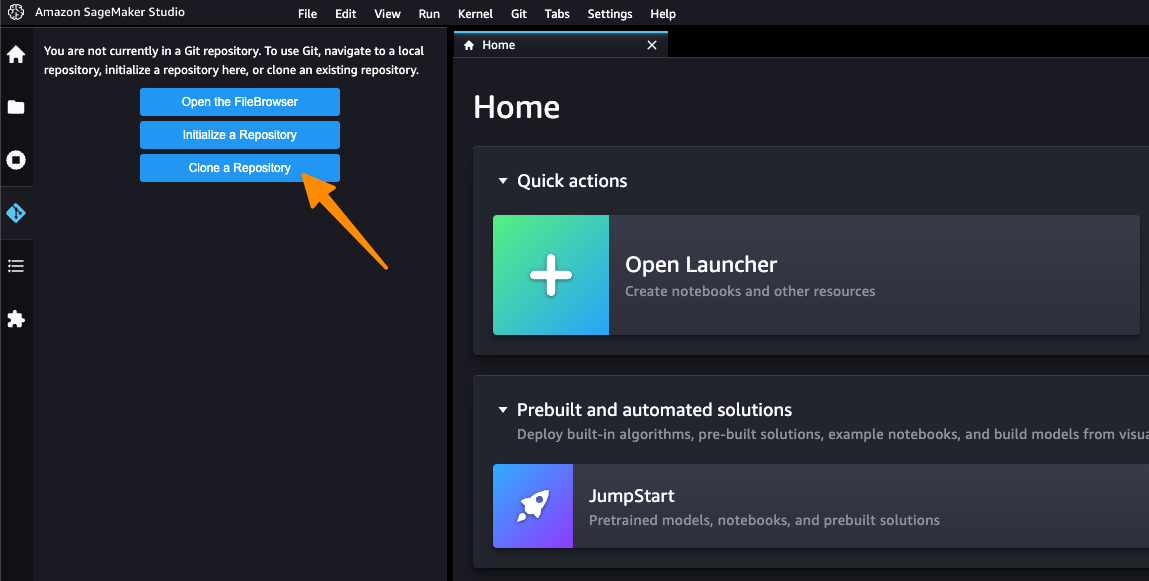 Amazon SageMaker Studio
File Edit View Run Kernel Git Tabs Settings Help
You are not currently in a Git repository. To use Git, navigate to a local
repository, initialize a repository here, or clone an existing repository.
Open the FileBrowser
Initialize a Repository
Clone a Repository
Home
Home
Quick actions
Open Launcher
Create notebooks and other resources
Prebuilt and automated solutions
Deploy built-in algorithms, pre-built solutions, example notebooks, and build models from visua
JumpStart
Pretrained models, notebooks, and prebuilt solutions